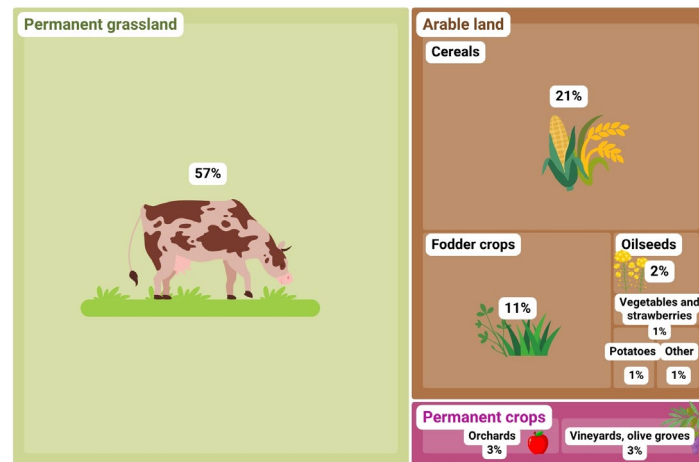 Permanent grassland
57%
Arable land
Cereals
21%
Fodder crops
11%
Oilseeds
2%
Vegetables and
strawberries
1%
Potatoes
1%
Other
1%
Permanent crops
Orchards
3%
Vineyards, olive groves
3%